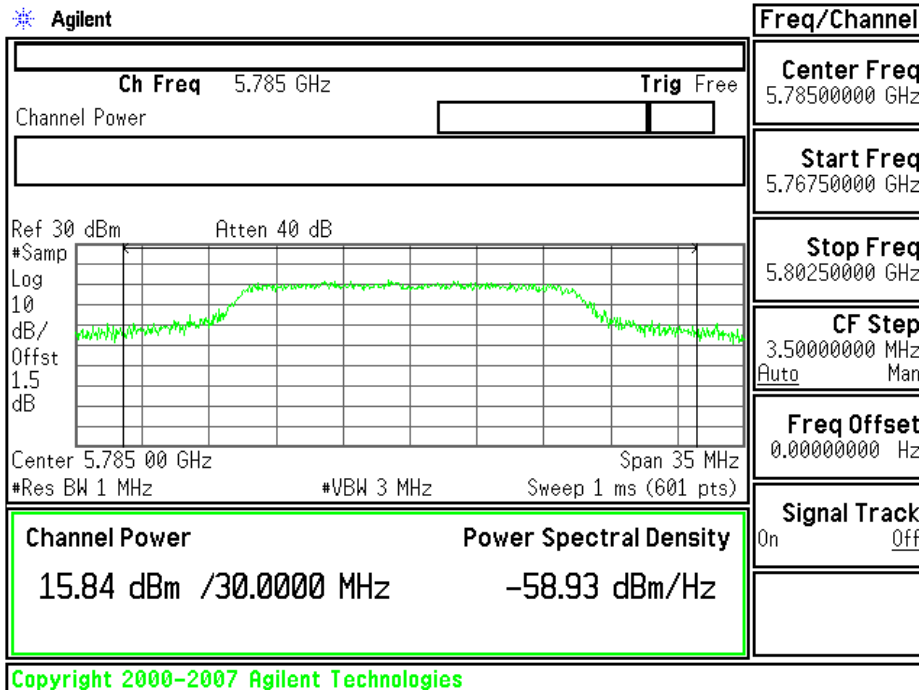 Agilent
Freq/Channel
Ch Freq 5.785 GHz Trig Free
Channel Power
Center Freq
5.78500000 GHz
Start Freq
5.76750000 GHz
Stop Freq
5.80250000 GHz
CF Step
3.50000000 MHz
Auto Man
Freq Offset
0.00000000 Hz
Signal Track
On Off
Ref 30 dBm Atten 40 dB
#Samp
Log
10
dB/
Offst
1.5
dB
Center 5.785 00 GHz Span 35 MHz
#Res BW 1 MHz #VBW 3 MHz Sweep 1 ms (601 pts)
Channel Power Power Spectral Density
15.84 dBm /30.0000 MHz -58.93 dBm/Hz
Copyright 2000-2007 Agilent Technologies